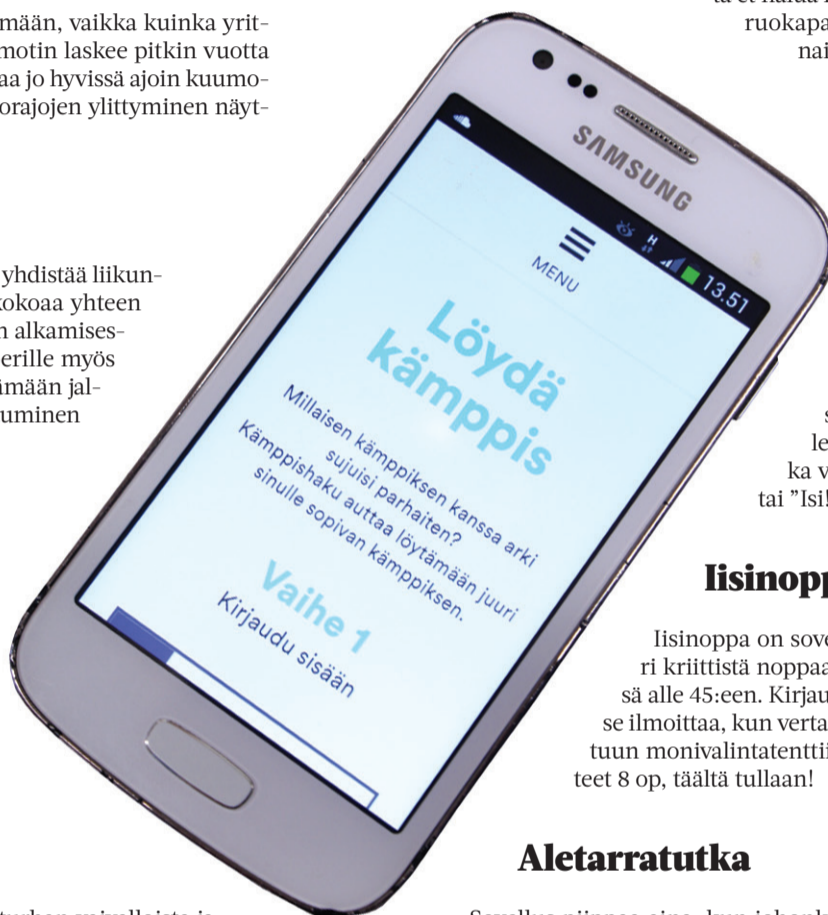 mään, vaikka kuinka yrit-
motin laskee pitkin vuotta
aa jo hyvissä ajoin kuumo-
orajojen ylittyminen näyt-
yhdistää liikun-
kokoaa yhteen
n alkamises-
erille myös
ämään jal-
uminen
SAMSUNG
H
13.51
MENU
Löydä
kämppis
Millaisen kämppiksen kanssa arki
sujuisi parhaiten?
Kämppishaku auttaa löytämään juuri
sinulle sopivan kämppiksen.
Vaihe 1
Kirjaudu sisään
ruokapa
nai
s
le
ka v
tai ”Isi!
Iisinopp
Iisinoppa on sove
ri kriittistä noppaa
sä alle 45:een. Kirjau
se ilmoittaa, kun verta
tuun monivalintatenttii
teet 8 op, täältä tullaan!
Aletarratutka